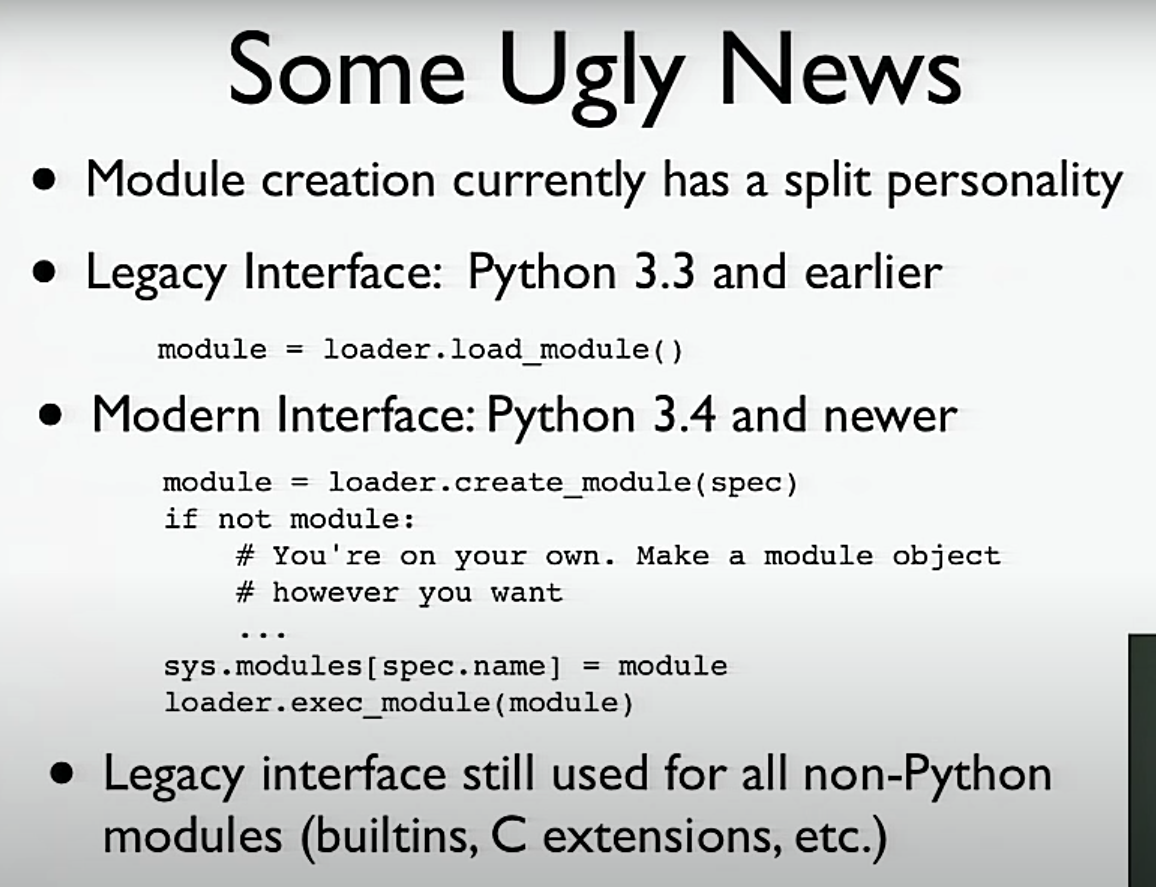 Some Ugly News
• Module creation currently has a split personality
• Legacy Interface: Python 3.3 and earlier
module = loader.load_module()
• Modern Interface: Python 3.4 and newer
module = loader.create_module(spec)
if not module:
    # You're on your own. Make a module object
    # however you want
    ...
sys.modules[spec.name] = module
loader.exec_module(module)
• Legacy interface still used for all non-Python
modules (builtins, C extensions, etc.)